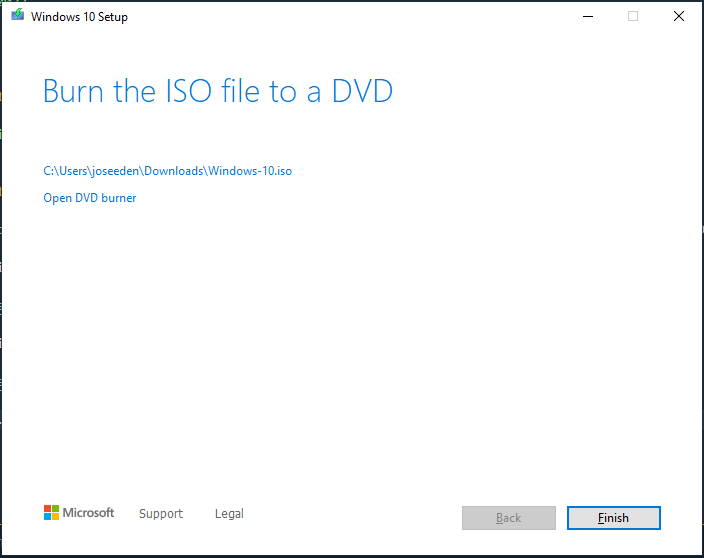 Windows 10 Setup
Burn the ISO file to a DVD
C:\Users\joseeden\Downloads\Windows-10.iso
Open DVD burner
Microsoft Support Legal Back Finish